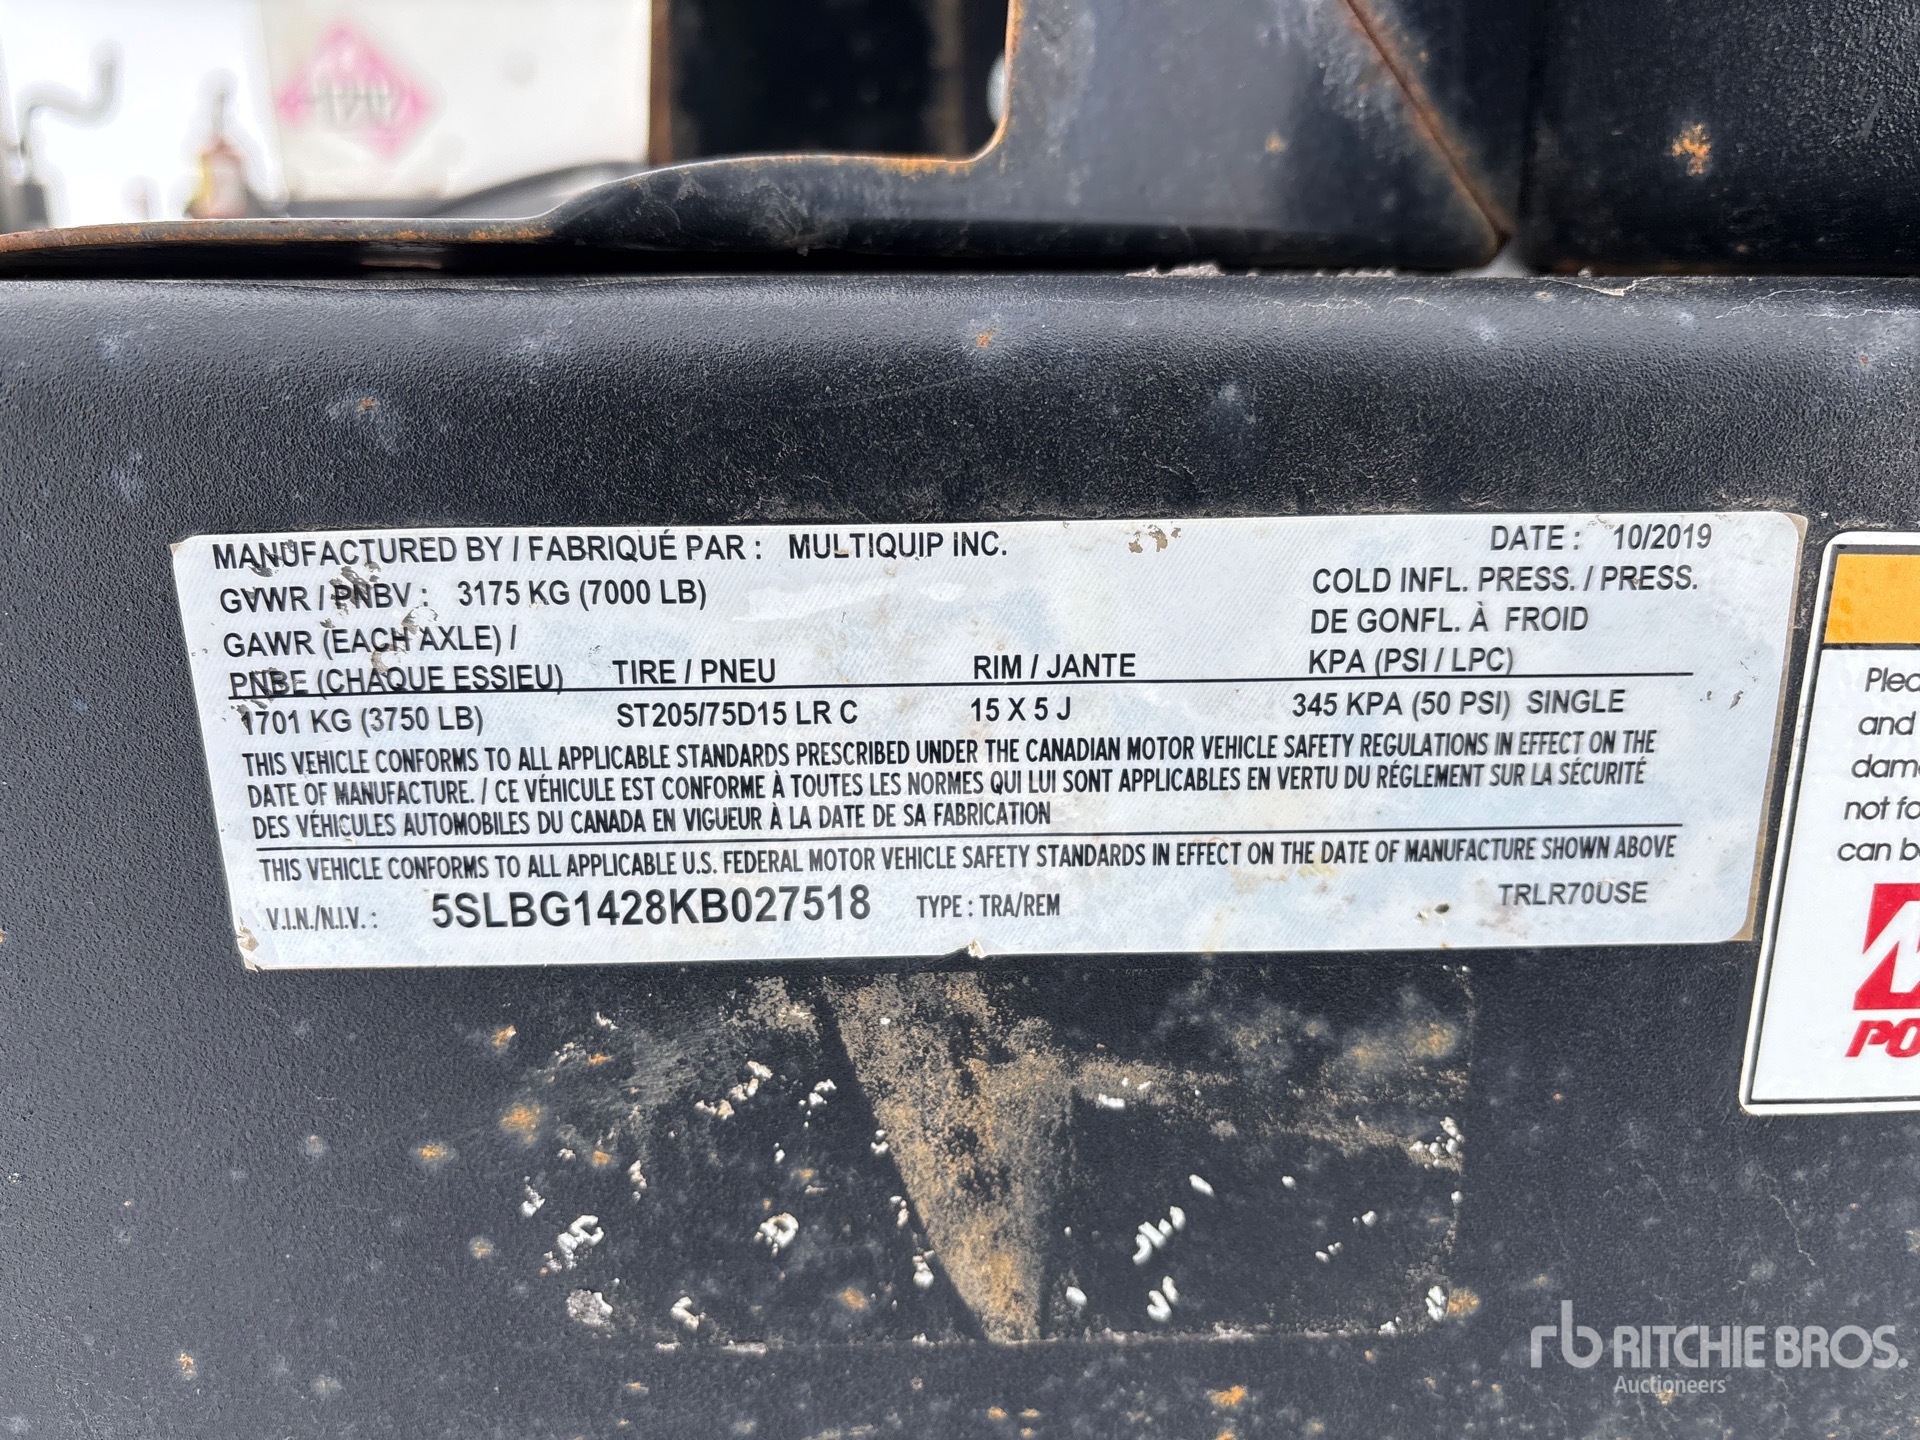 MANUFACTURED BY / FABRIQUÉ PAR : MULTIQUIP INC. DATE : 10/2019
GVWR / PNBV : 3175 KG (7000 LB)
COLD INFL. PRESS. / PRESS.
DE GONFL. À FROID
KPA (PSI / LPC)
GAWR (EACH AXLE) /
PNBE (CHAQUE ESSIEU) TIRE / PNEU RIM / JANTE
1701 KG (3750 LB) ST205/75D15 LR C 15 X 5 J 345 KPA (50 PSI) SINGLE
THIS VEHICLE CONFORMS TO ALL APPLICABLE STANDARDS PRESCRIBED UNDER THE CANADIAN MOTOR VEHICLE SAFETY REGULATIONS IN EFFECT ON THE
DATE OF MANUFACTURE. / CE VÉHICULE EST CONFORME À TOUTES LES NORMES QUI LUI SONT APPLICABLES EN VERTU DU RÉGLEMENT SUR LA SÉCURITÉ
DES VÉHICULES AUTOMOBILES DU CANADA EN VIGUEUR À LA DATE DE SA FABRICATION
THIS VEHICLE CONFORMS TO ALL APPLICABLE U.S. FEDERAL MOTOR VEHICLE SAFETY STANDARDS IN EFFECT ON THE DATE OF MANUFACTURE SHOWN ABOVE
V.I.N./N.I.V. : 5SLBG1428KB027518 TYPE : TRA/REM TRLR70USE
and
not fo
can b
PO
rb RITCHIE BROS.
Auctioneers